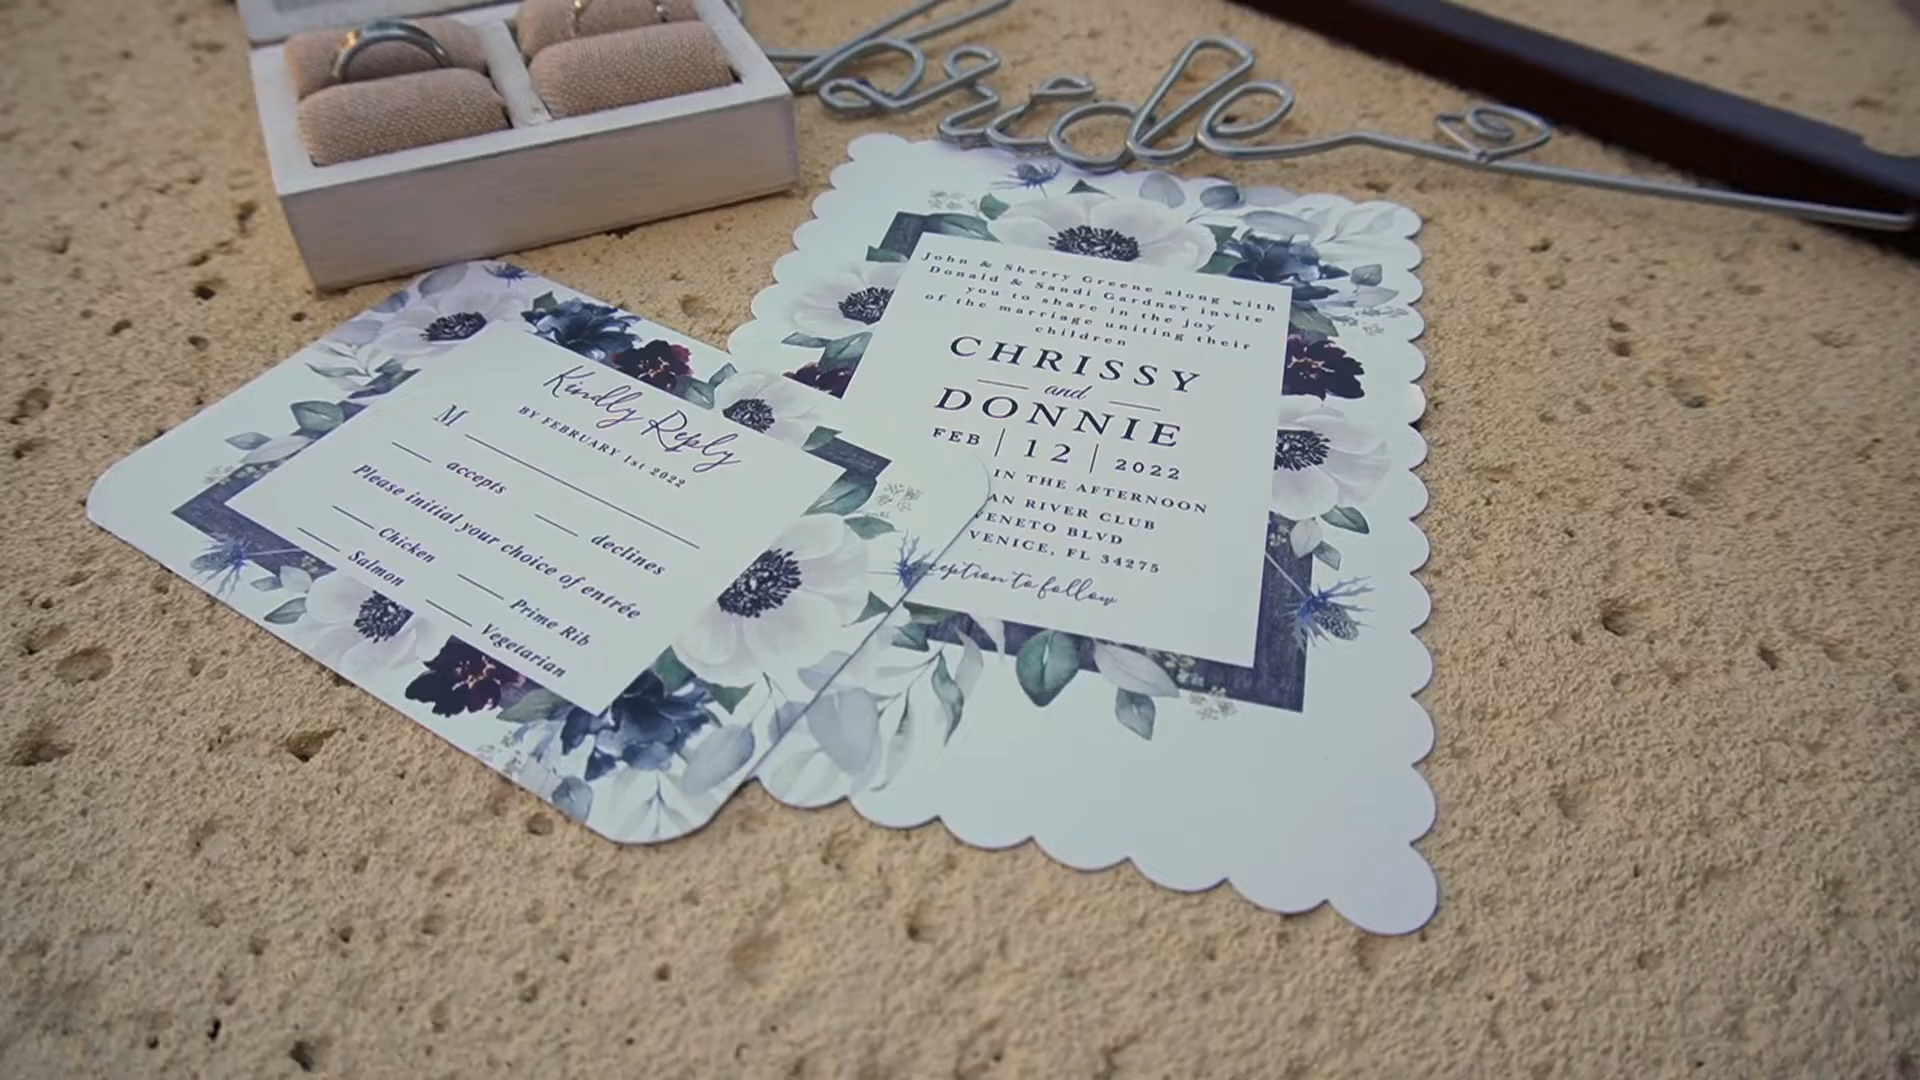 bride
John & Sherry Greene along with
Donald & Sandi Gardner invite
you to share in the joy
of the marriage uniting their
children
CHRISSY
and
DONNIE
FEB | 12 | 2022
IN THE AFTERNOON
RIVER CLUB
BLVD
VENICE, FL 34275
to follow
Kindly Reply
BY FEBRUARY 1st 2022
M
accepts
declines
Please initial your choice of entrée
Chicken
Prime Rib
Salmon
Vegetarian